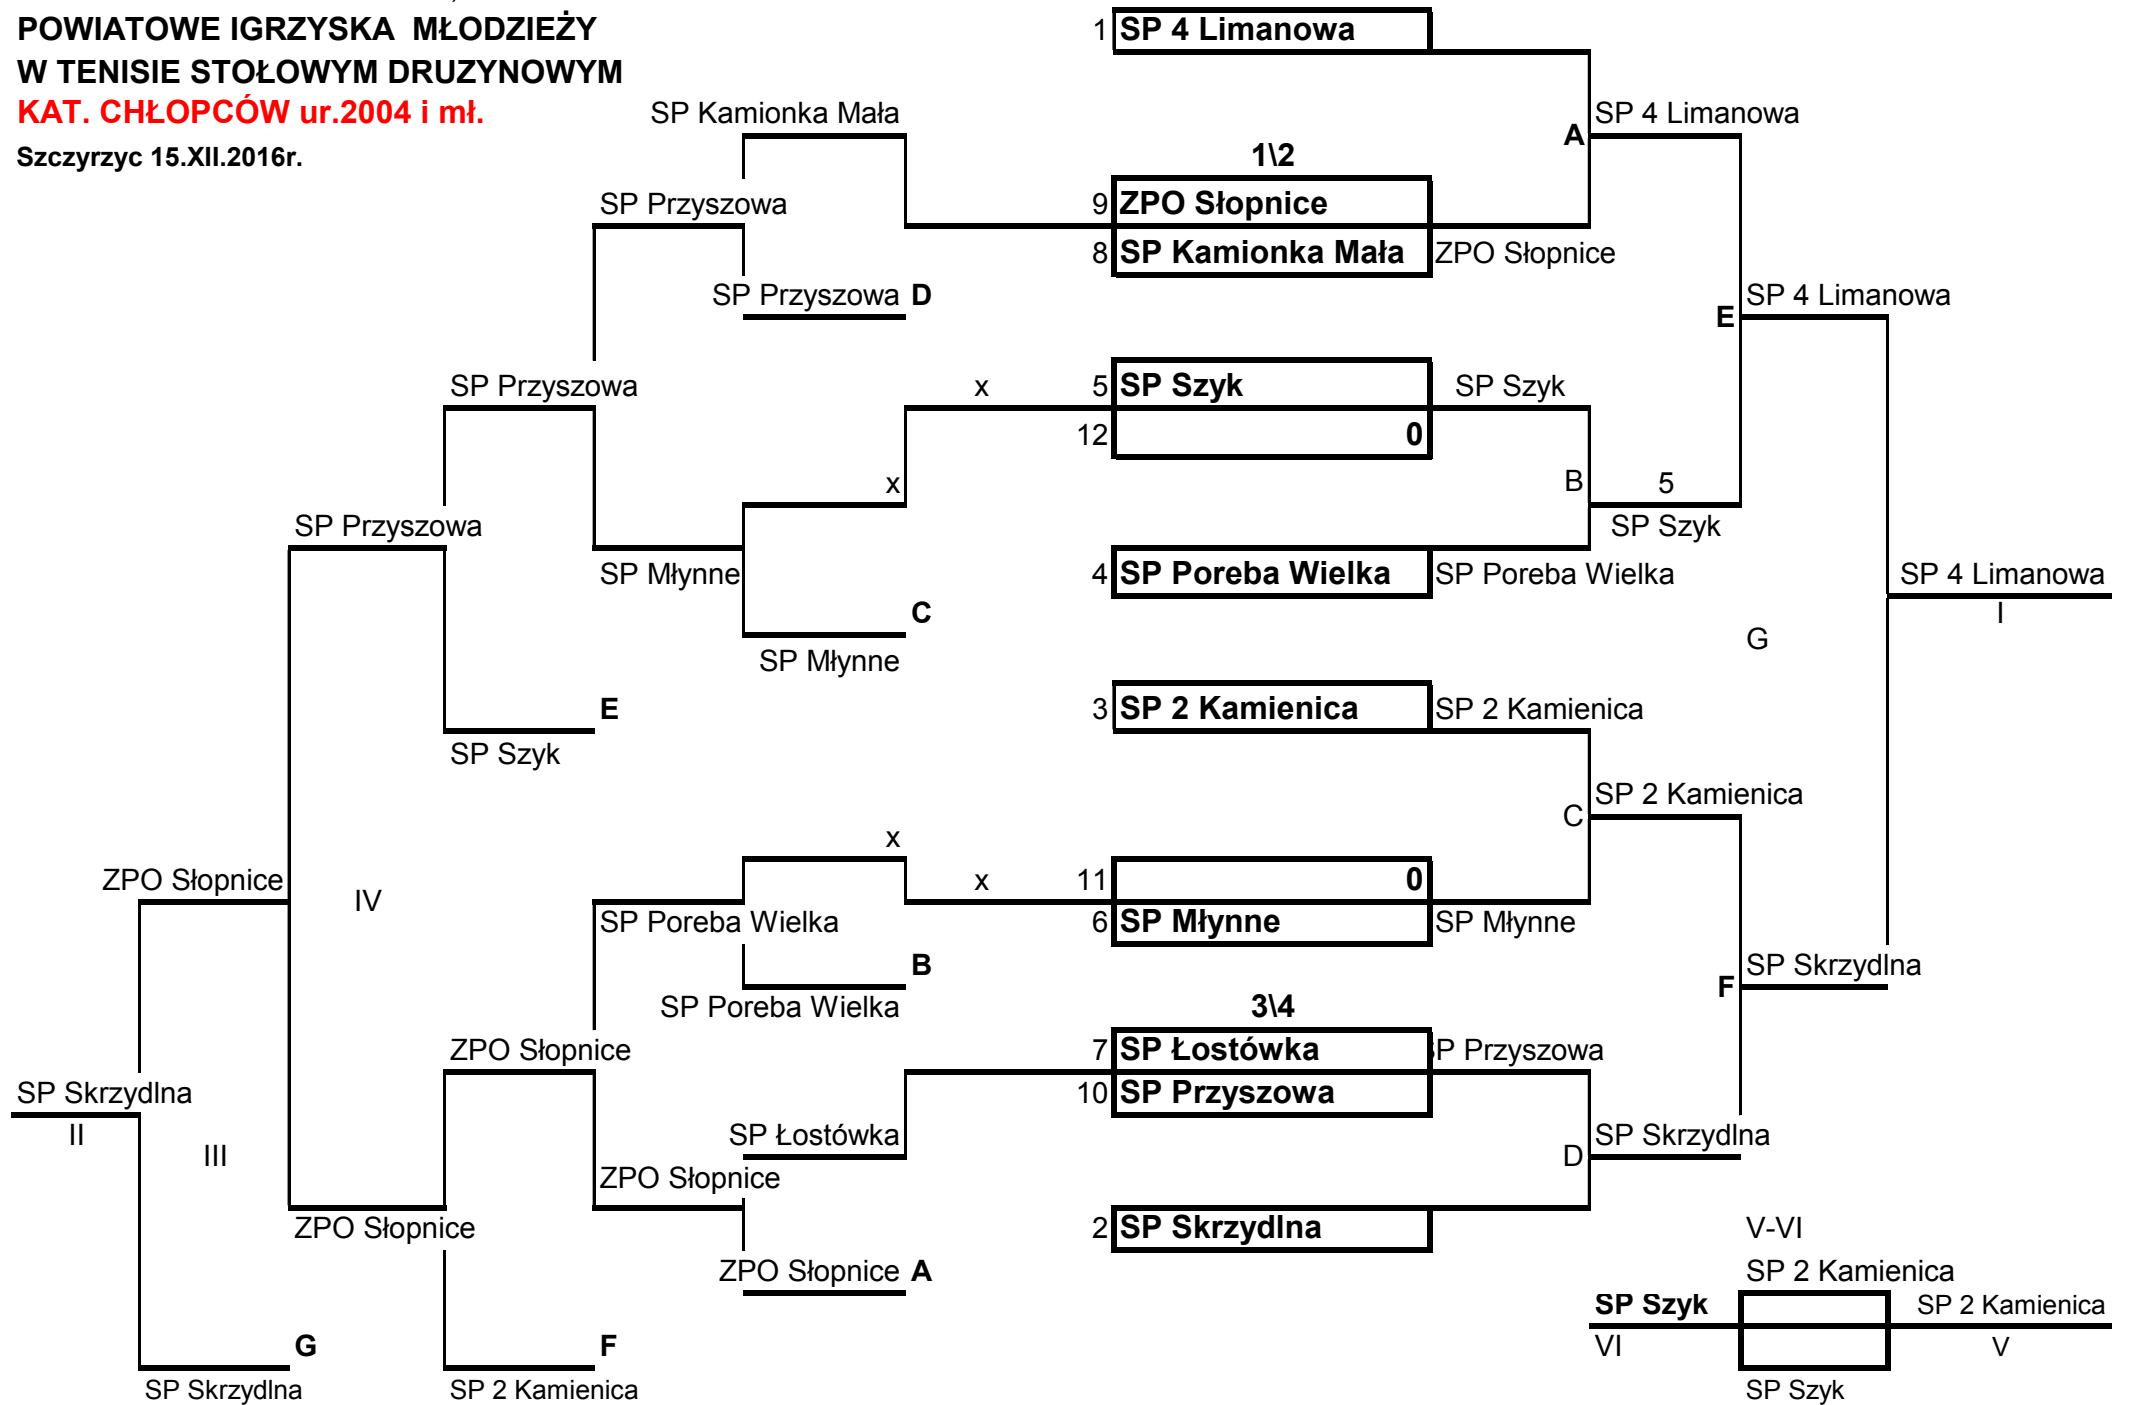 POWIATOWE IGRZYSKA MŁODZIEŻY
W TENISIE STOŁOWYM DRUZYNOWYM
KAT. CHŁOPCÓW ur.2004 i mł.
Szczyrzyc 15.XII.2016r.
1 SP 4 Limanowa
SP Kamionka Mała
A SP 4 Limanowa
1\2
SP Przyszowa
9 ZPO Słopnice
8 SP Kamionka Mała ZPO Słopnice
SP Przyszowa D
E SP 4 Limanowa
SP Przyszowa
x 5 SP Szyk SP Szyk
12 0
x
B 5
SP Przyszowa
SP Szyk
SP Młynne
4 SP Poreba Wielka SP Poreba Wielka
SP 4 Limanowa
C
I
G
SP Młynne
E
3 SP 2 Kamienica SP 2 Kamienica
SP Szyk
SP 2 Kamienica
C
x
ZPO Słopnice
IV
x 11 0
SP Poreba Wielka
6 SP Młynne SP Młynne
B
F SP Skrzydlna
SP Poreba Wielka
3\4
ZPO Słopnice
7 SP Łostówka P Przyszowa
SP Skrzydlna
10 SP Przyszowa
II
III
SP Łostówka
D SP Skrzydlna
ZPO Słopnice
ZPO Słopnice
2 SP Skrzydlna
V-VI
ZPO Słopnice A
SP 2 Kamienica
SP Szyk SP 2 Kamienica
G
F
VI V
SP Skrzydlna
SP 2 Kamienica
SP Szyk